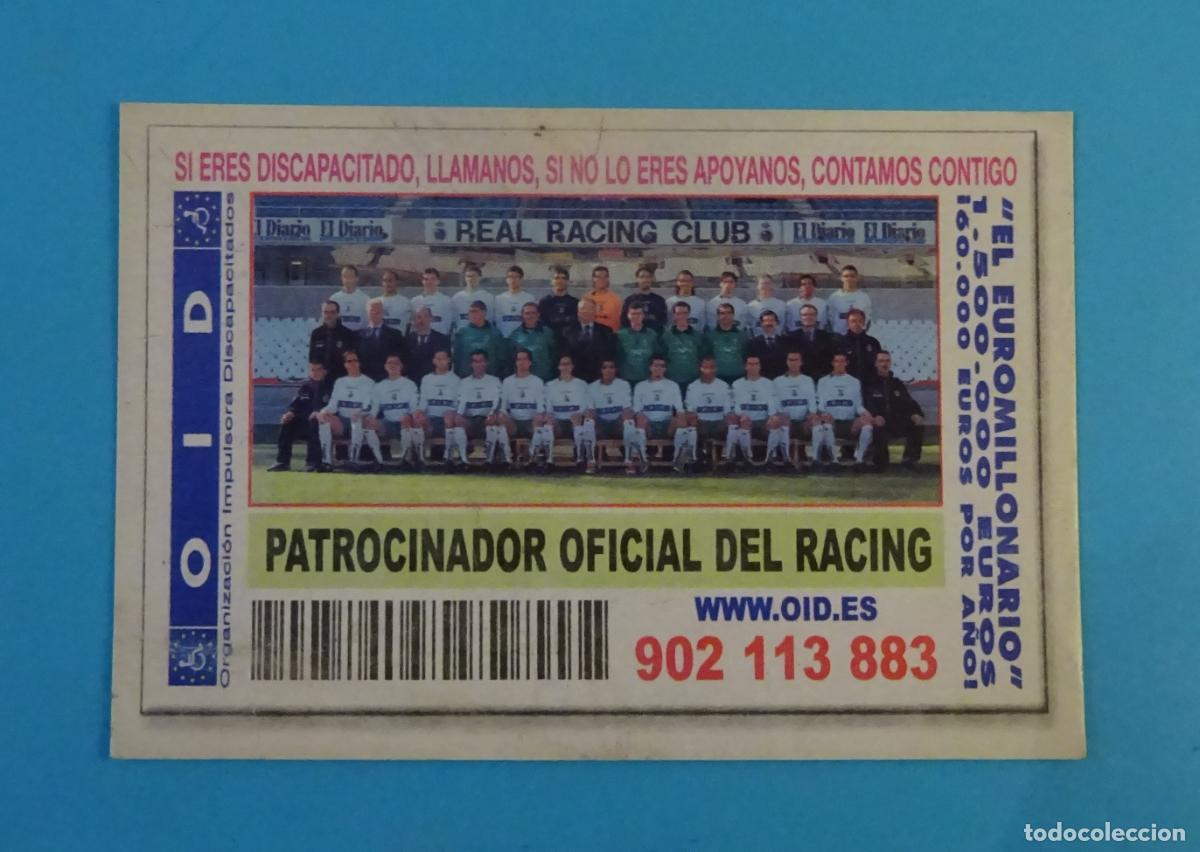 SI ERES DISCAPACITADO, LLAMANOS, SI NO LO ERES APOYANOS, CONTAMOS CONTIGO
OID
Organización Impulsora Discapacitados
El Diario El Diario REAL RACING CLUB El Diario El Diario
"EL EUROMILLONARIO"
1.500.000 EUROS
160.000 EUROS POR AÑO!
PATROCINADOR OFICIAL DEL RACING
WWW.OID.ES
902 113 883
todocoleccion